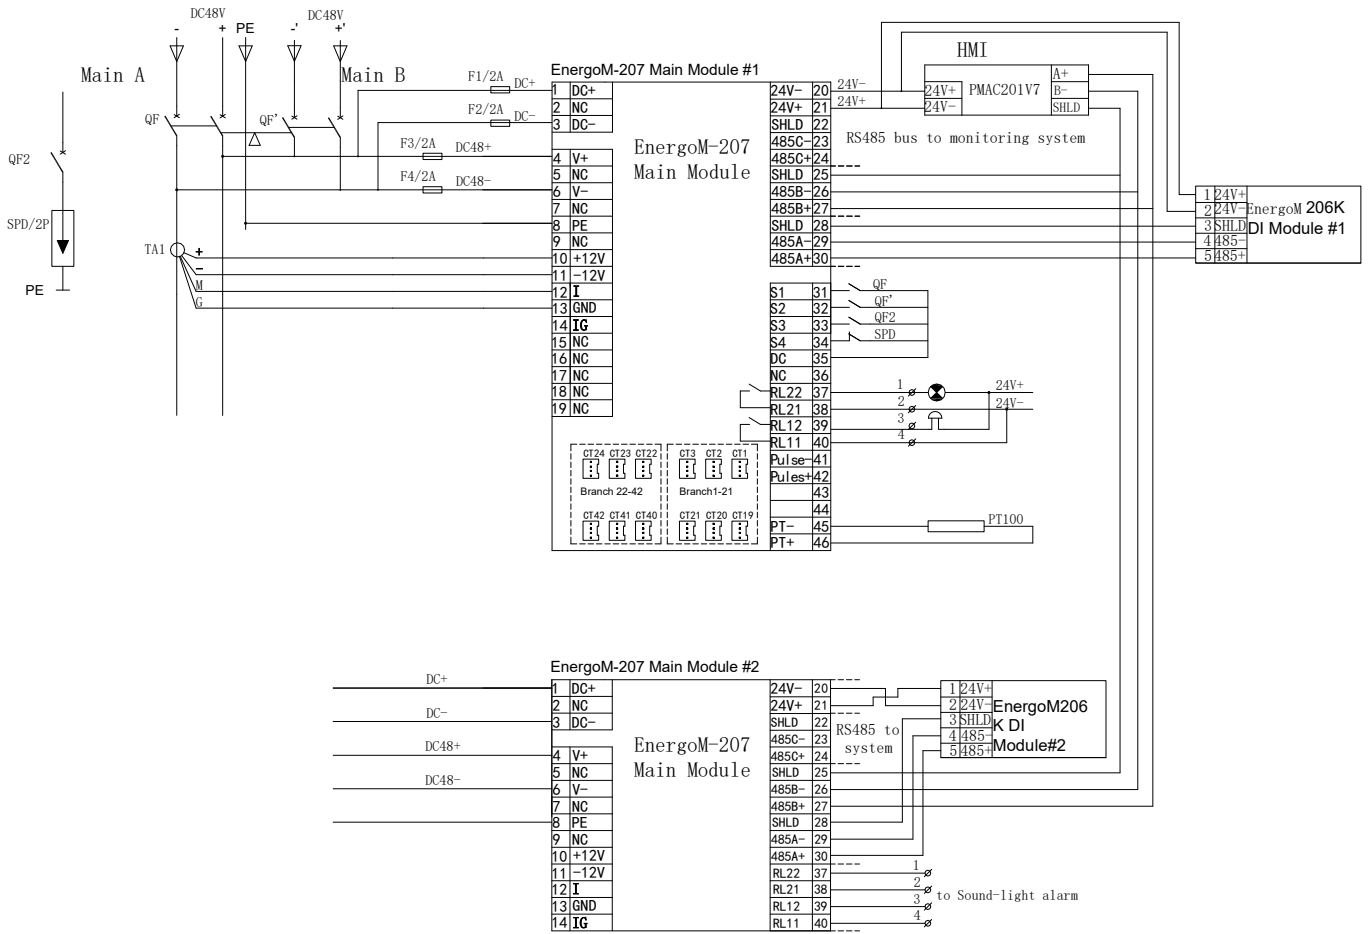 DC48V
DC48V
-
+
PE
-'
+'
Main A
Main B
QF
QF'
QF2
SPD/2P
PE
TA1
+
-
M
G
F1/2A
DC+
F2/2A
DC-
F3/2A
DC48+
F4/2A
DC48-
EnergoM-207 Main Module #1
1 DC+
2 NC
3 DC-
4 V+
5 NC
6 V-
7 NC
8 PE
9 NC
10 +12V
11 -12V
12 I
13 GND
14 IG
15 NC
16 NC
17 NC
18 NC
19 NC
EnergoM-207
Main Module
24V- 20
24V+ 21
SHLD 22
485C- 23
485C+ 24
SHLD 25
485B- 26
485B+ 27
SHLD 28
485A- 29
485A+ 30
S1 31
S2 32
S3 33
S4 34
DC 35
NC 36
RL22 37
RL21 38
RL12 39
RL11 40
Pulse- 41
Pules+ 42
43
44
PT- 45
PT+ 46
CT24 CT23 CT22
Branch 22-42
CT42 CT41 CT40
CT3 CT2 CT1
Branch1-21
CT21 CT20 CT19
24V-
24V+
HMI
24V+
24V-
PMAC201V7
A+
B-
SHLD
RS485 bus to monitoring system
QF
QF'
QF2
SPD
1
2
3
4
24V+
24V-
PT100
1 24V+
2 24V-
3 SHLD
4 485-
5 485+
EnergoM 206K
DI Module #1
EnergoM-207 Main Module #2
DC+
DC-
DC48+
DC48-
1 DC+
2 NC
3 DC-
4 V+
5 NC
6 V-
7 NC
8 PE
9 NC
10 +12V
11 -12V
12 I
13 GND
14 IG
EnergoM-207
Main Module
24V- 20
24V+ 21
SHLD 22
485C- 23
485C+ 24
SHLD 25
485B- 26
485B+ 27
SHLD 28
485A- 29
485A+ 30
RL22 37
RL21 38
RL12 39
RL11 40
RS485 to
system
1 24V+
2 24V-
3 SHLD
4 485-
5 485+
EnergoM206
K DI
Module#2
1
2
3
4
to Sound-light alarm